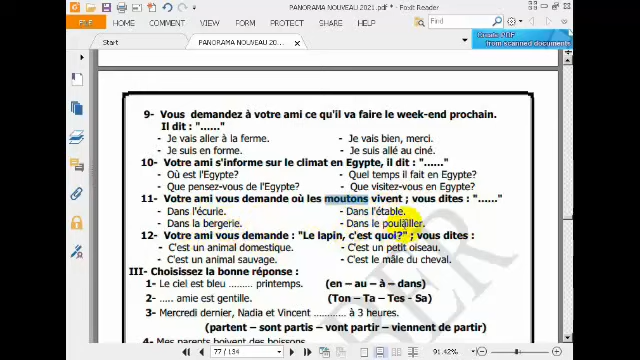 PANORAMA NOUVEAU 2021.pdf * - Foxit Reader
FILE HOME COMMENT VIEW FORM PROTECT SHARE HELP Find
Start PANORAMA NOUVEAU 2021.pdf * Create PDF
from scanned documents
9- Vous demandez à votre ami ce qu'il va faire le week-end prochain.
Il dit : "......"
- Je vais aller à la ferme. - Je vais bien, merci.
- Je suis en forme. - Je suis allé au ciné.
10- Votre ami s'informe sur le climat en Egypte, il dit : "......"
- Où est l'Egypte? - Quel temps il fait en Egypte?
- Que pensez-vous de l'Egypte? - Que visitez-vous en Egypte?
11- Votre ami vous demande où les moutons vivent ; vous dites : "......"
- Dans l'écurie. - Dans l'étable.
- Dans la bergerie. - Dans le poulailler.
12- Votre ami vous demande : "Le lapin, c'est quoi?" ; vous dites :
- C'est un animal domestique. - C'est un petit oiseau.
- C'est un animal sauvage. - C'est le mâle du cheval.
III- Choisissez la bonne réponse :
1- Le ciel est bleu ......... printemps. (en – au – à – dans)
2- ..... amie est gentille. (Ton – Ta – Tes - Sa)
3- Mercredi dernier, Nadia et Vincent ............ à 3 heures.
(partent – sont partis – vont partir – viennent de partir)
4- Mes parents boivent des boissons
77 / 134 91.42%